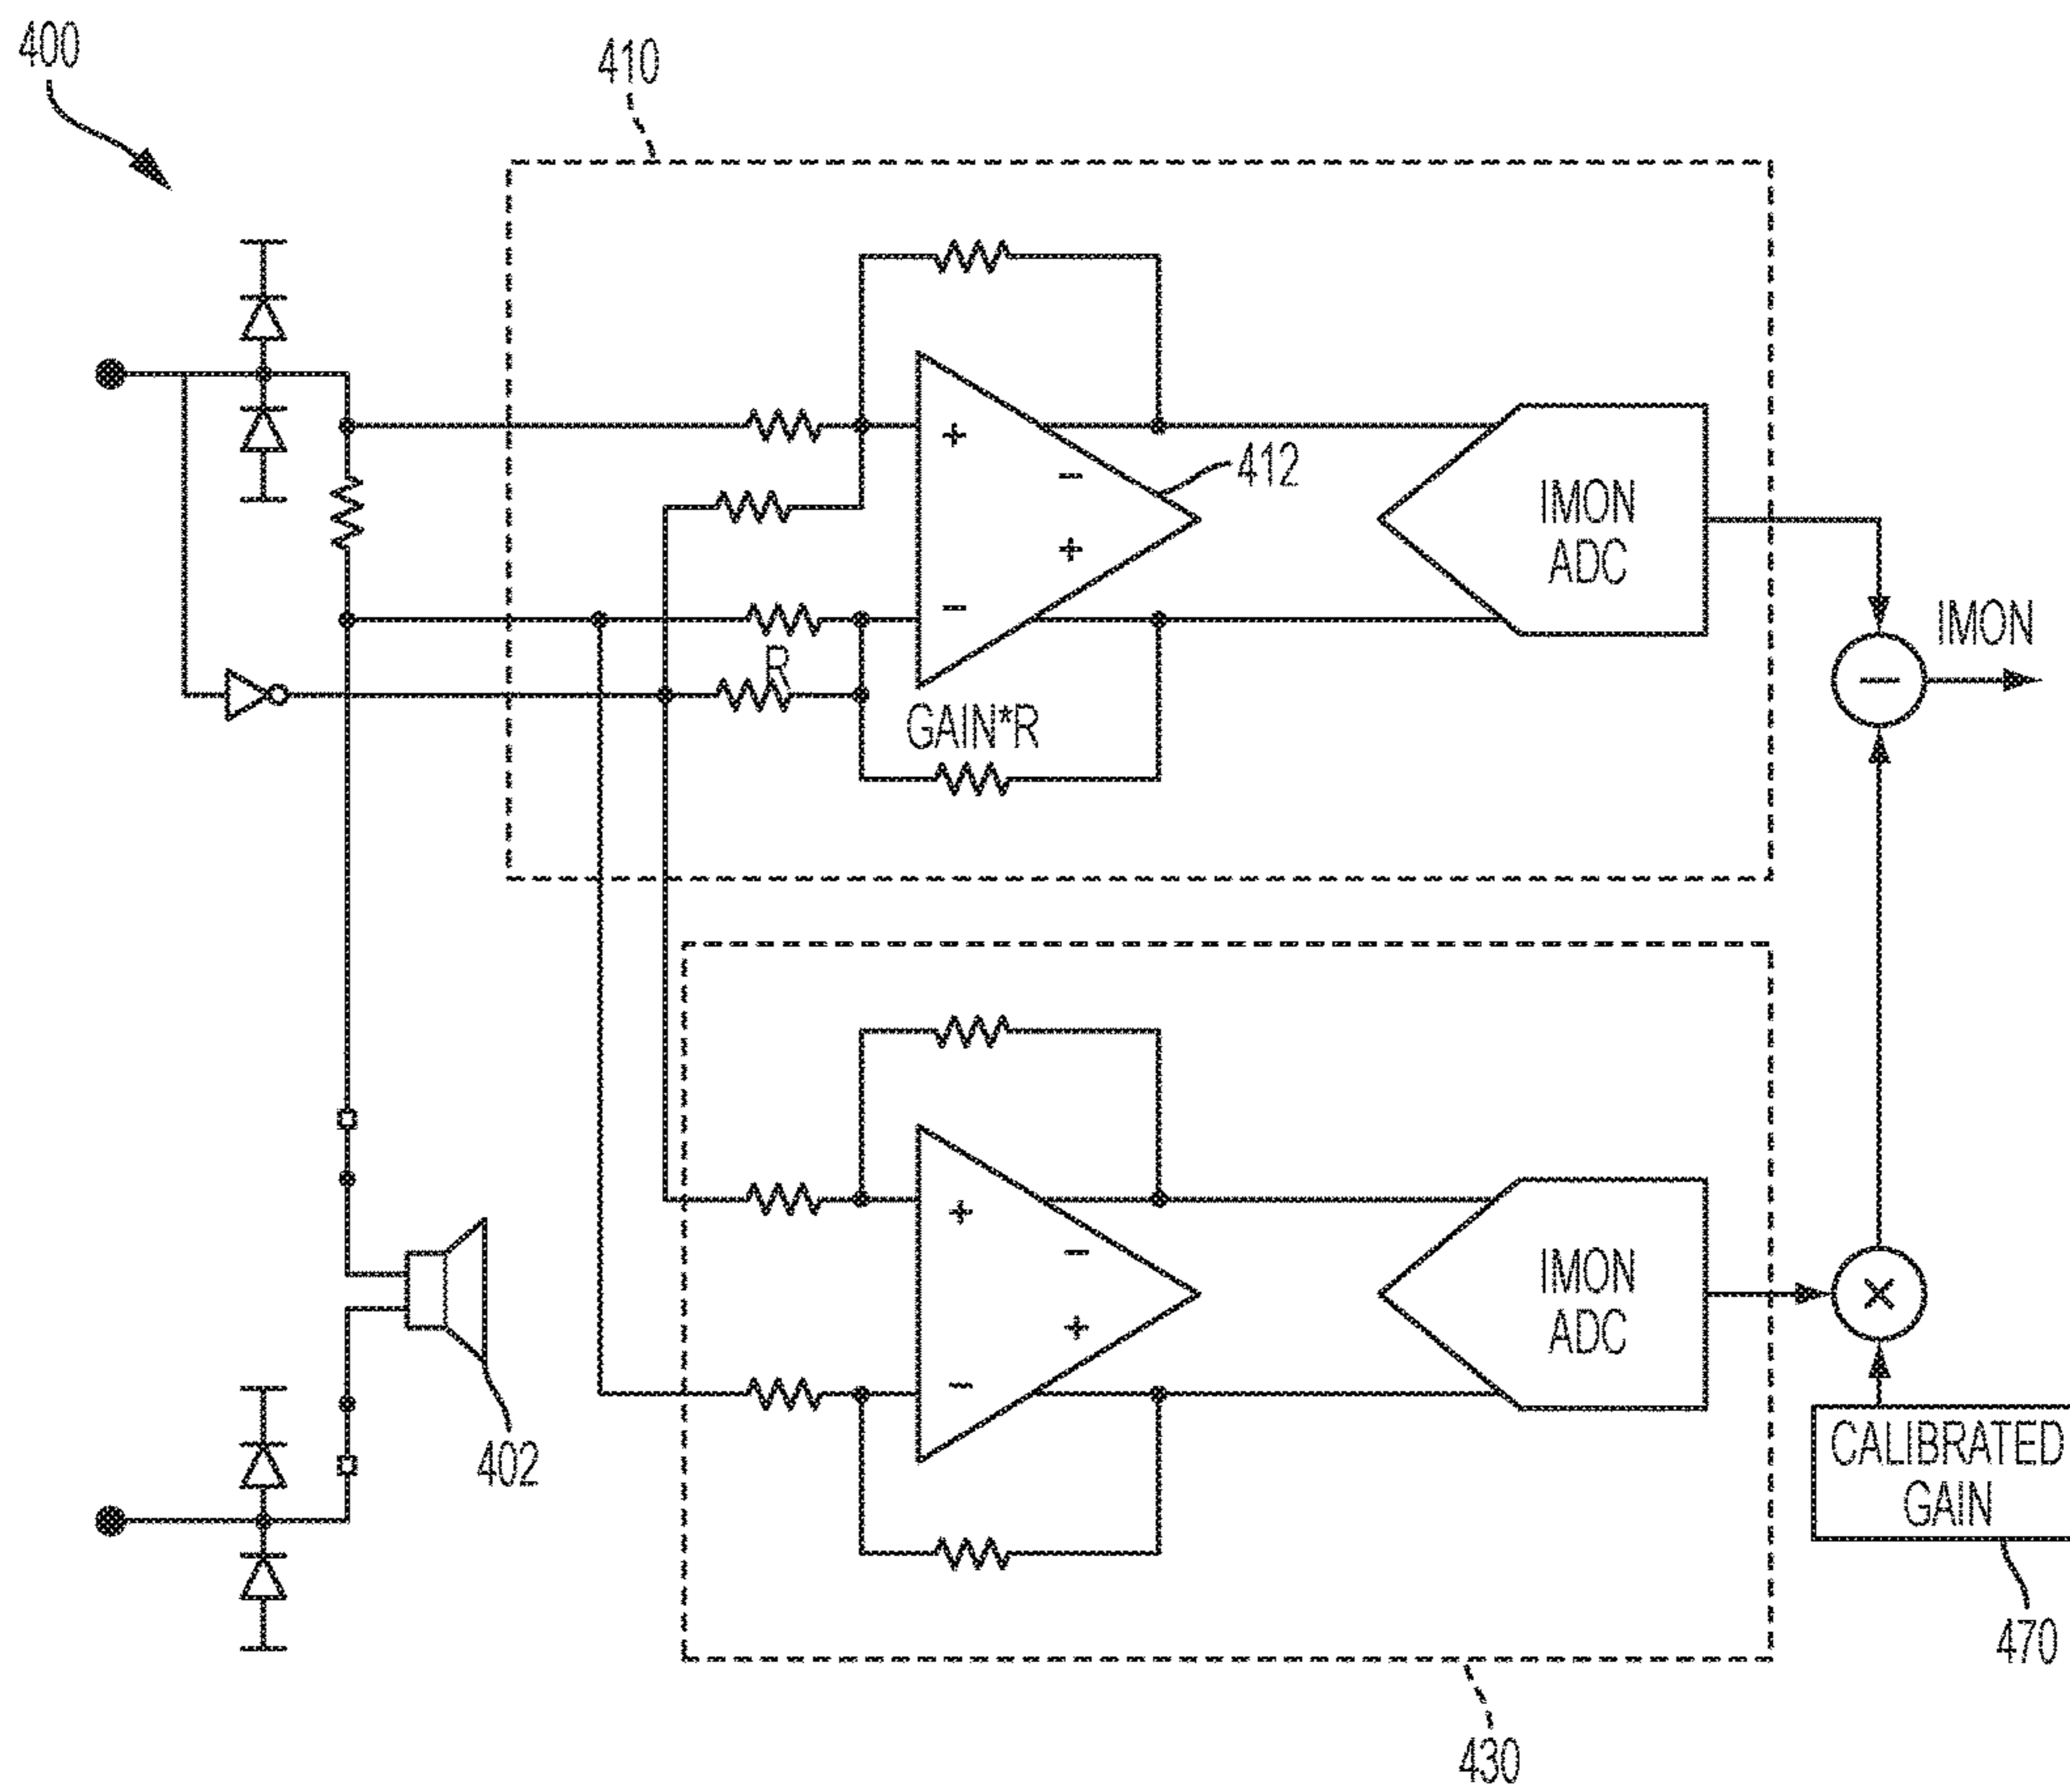 400
410
+
−
412
+
−
IMON
ADC
IMON
−
R
GAIN*R
+
−
+
−
IMON
ADC
×
CALIBRATED
GAIN
402
470
430